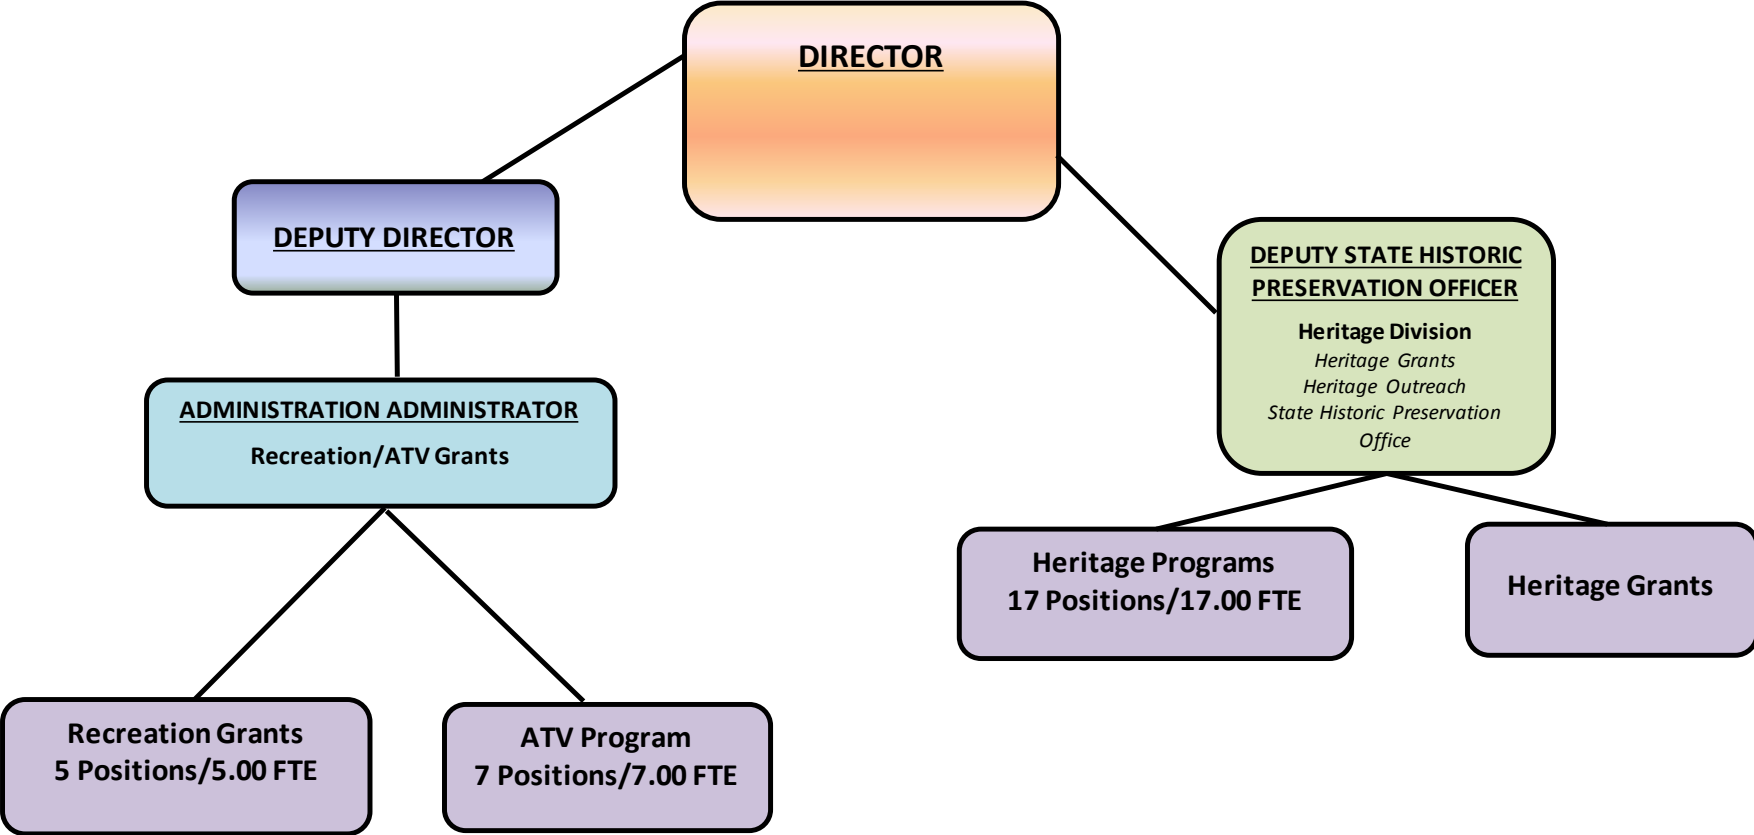 DIRECTOR
DEPUTY DIRECTOR
DEPUTY STATE HISTORIC
PRESERVATION OFFICER
Heritage Division
Heritage Grants
Heritage Outreach
State Historic Preservation
Office
ADMINISTRATION ADMINISTRATOR
Recreation/ATV Grants
Heritage Programs
17 Positions/17.00 FTE
Heritage Grants
Recreation Grants
5 Positions/5.00 FTE
ATV Program
7 Positions/7.00 FTE